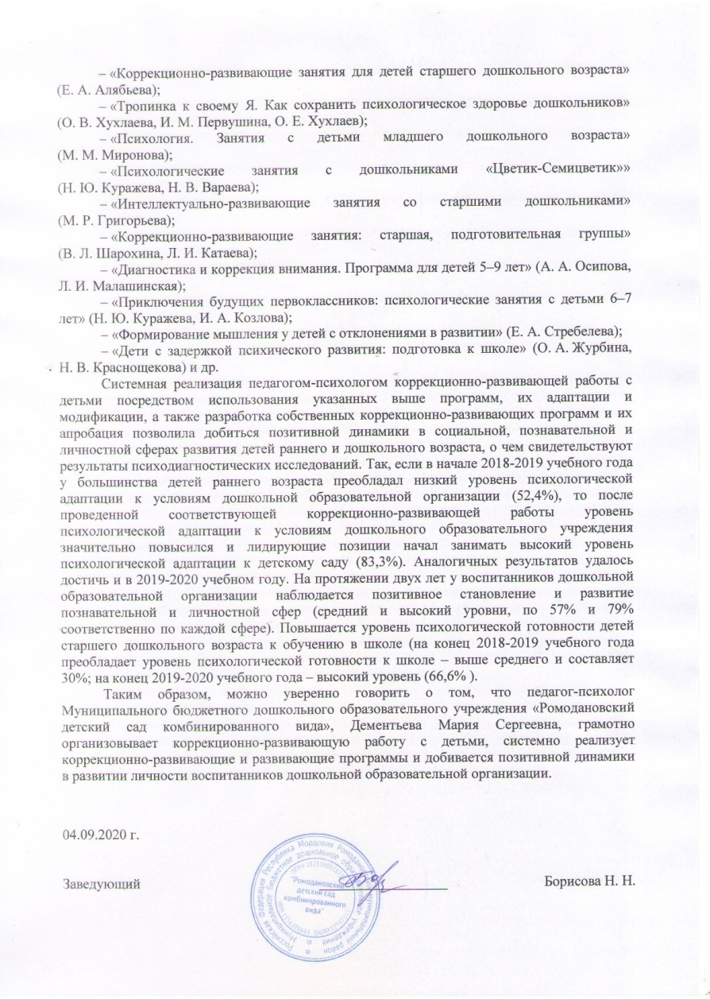 – «Коррекционно-развивающие занятия для детей старшего дошкольного возраста»
(Е. А. Алябьева);
– «Тропинка к своему Я. Как сохранить психологическое здоровье дошкольников»
(О. В. Хухлаева, И. М. Первушина, О. Е. Хухлаев);
– «Психология. Занятия с детьми младшего дошкольного возраста»
(М. М. Миронова);
– «Психологические занятия с дошкольниками «Цветик-Семицветик»»
(Н. Ю. Куражева, Н. В. Вараева);
– «Интеллектуально-развивающие занятия со старшими дошкольниками»
(М. Р. Григорьева);
– «Коррекционно-развивающие занятия: старшая, подготовительная группы»
(В. Л. Шарохина, Л. И. Катаева);
– «Диагностика и коррекция внимания. Программа для детей 5–9 лет» (А. А. Осипова,
Л. И. Малашинская);
– «Приключения будущих первоклассников: психологические занятия с детьми 6–7
лет» (Н. Ю. Куражева, И. А. Козлова);
– «Формирование мышления у детей с отклонениями в развитии» (Е. А. Стребелева);
– «Дети с задержкой психического развития: подготовка к школе» (О. А. Журбина,
Н. В. Краснощекова) и др.
Системная реализация педагогом-психологом коррекционно-развивающей работы с
детьми посредством использования указанных выше программ, их адаптации и
модификации, а также разработка собственных коррекционно-развивающих программ и их
апробация позволила добиться позитивной динамики в социальной, познавательной и
личностной сферах развития детей раннего и дошкольного возраста, о чем свидетельствуют
результаты психодиагностических исследований. Так, если в начале 2018-2019 учебного года
у большинства детей раннего возраста преобладал низкий уровень психологической
адаптации к условиям дошкольной образовательной организации (52,4%), то после
проведенной соответствующей коррекционно-развивающей работы уровень
психологической адаптации к условиям дошкольного образовательного учреждения
значительно повысился и лидирующие позиции начал занимать высокий уровень
психологической адаптации к детскому саду (83,3%). Аналогичных результатов удалось
достичь и в 2019-2020 учебном году. На протяжении двух лет у воспитанников дошкольной
образовательной организации наблюдается позитивное становление и развитие
познавательной и личностной сфер (средний и высокий уровни, по 57% и 79%
соответственно по каждой сфере). Повышается уровень психологической готовности детей
старшего дошкольного возраста к обучению в школе (на конец 2018-2019 учебного года
преобладает уровень психологической готовности к школе – выше среднего и составляет
30%; на конец 2019-2020 учебного года – высокий уровень (66,6% ).
Таким образом, можно уверенно говорить о том, что педагог-психолог
Муниципального бюджетного дошкольного образовательного учреждения «Ромодановский
детский сад комбинированного вида», Дементьева Мария Сергеевна, грамотно
организовывает коррекционно-развивающую работу с детьми, системно реализует
коррекционно-развивающие и развивающие программы и добивается позитивной динамики
в развитии личности воспитанников дошкольной образовательной организации.
04.09.2020 г.
Российская Федерация Республика Мордовия Ромодановский муниципальный район
Муниципальное бюджетное дошкольное образовательное учреждение
"Ромодановский
детский сад
комбинированного
вида"
Заведующий
Борисова Н. Н.